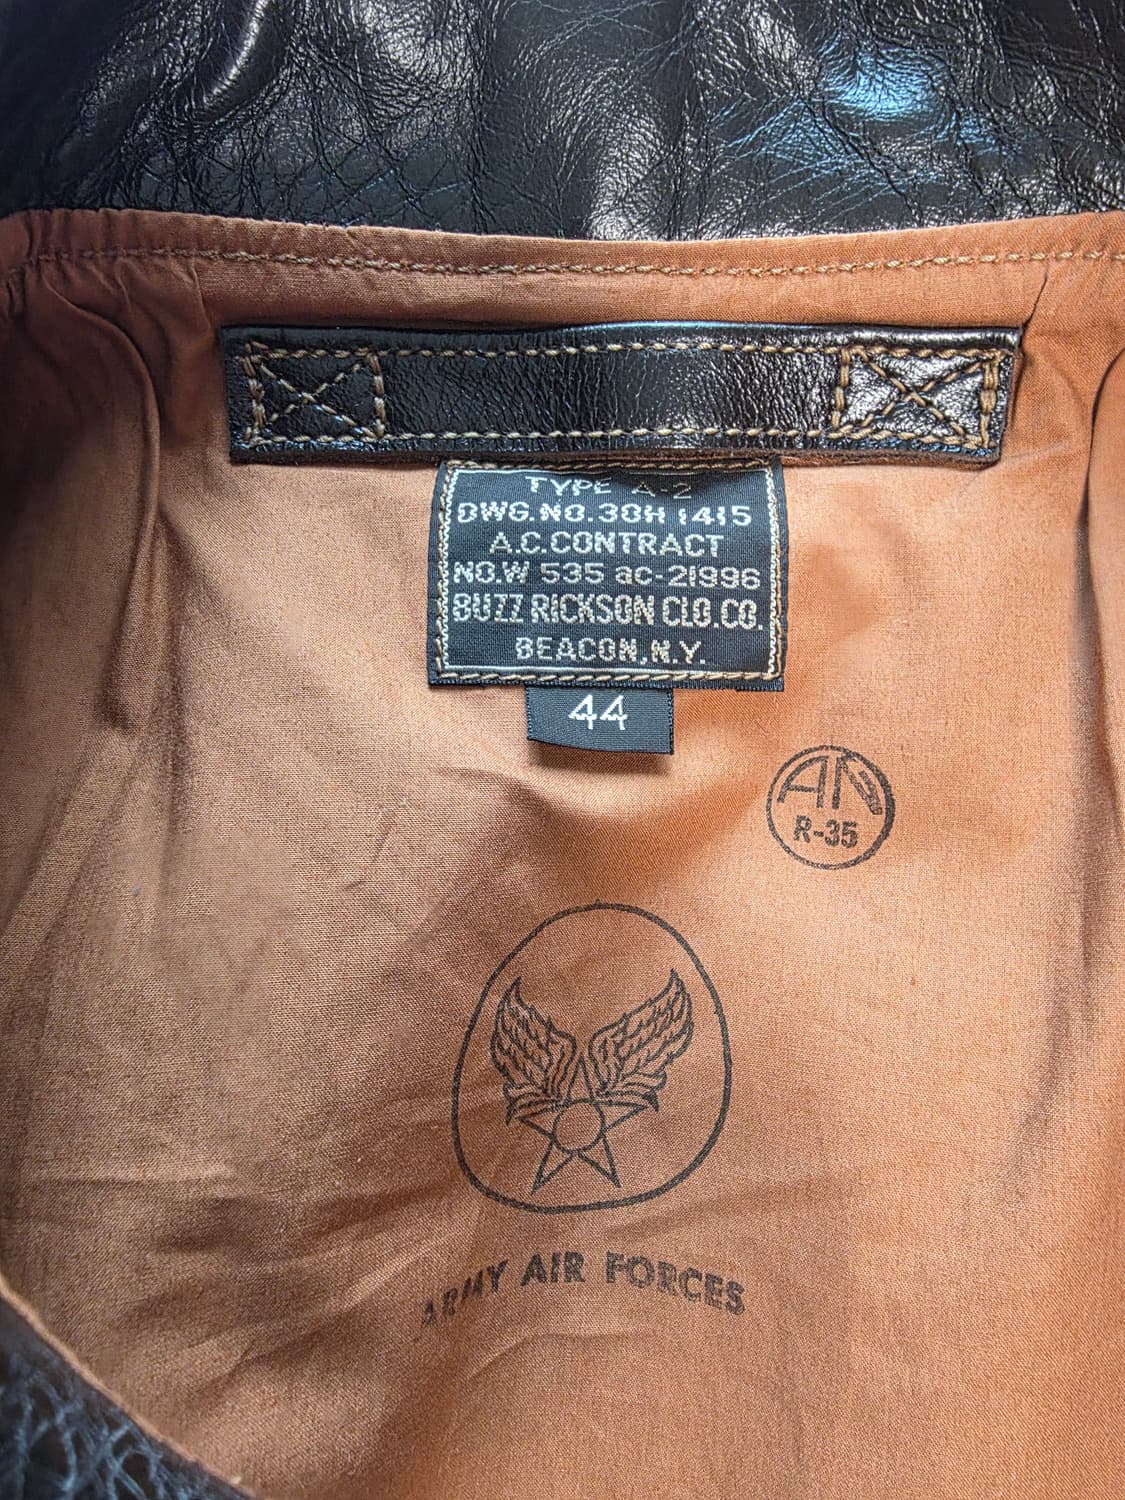 TYPE A-2
DWG.NO.30H 1415
A.C.CONTRACT
NO.W 535 ac-21996
BUZZ RICKSON CLO.CO.
BEACON,N.Y.
44
AN
R-35
ARMY AIR FORCES